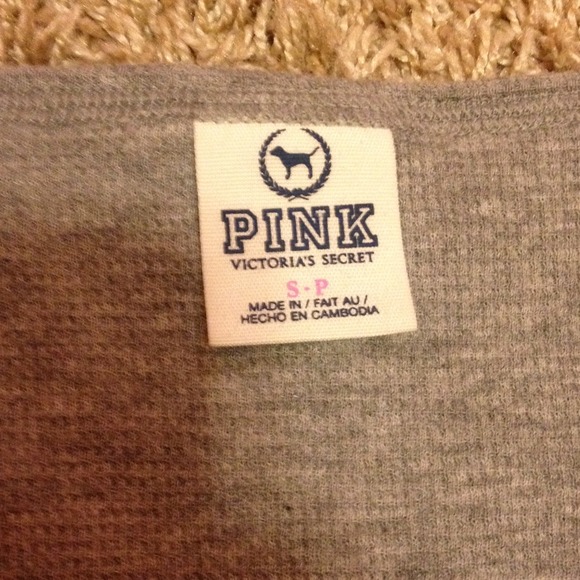 PINK
VICTORIA'S SECRET
S - P
MADE IN / FAIT AU /
HECHO EN CAMBODIA